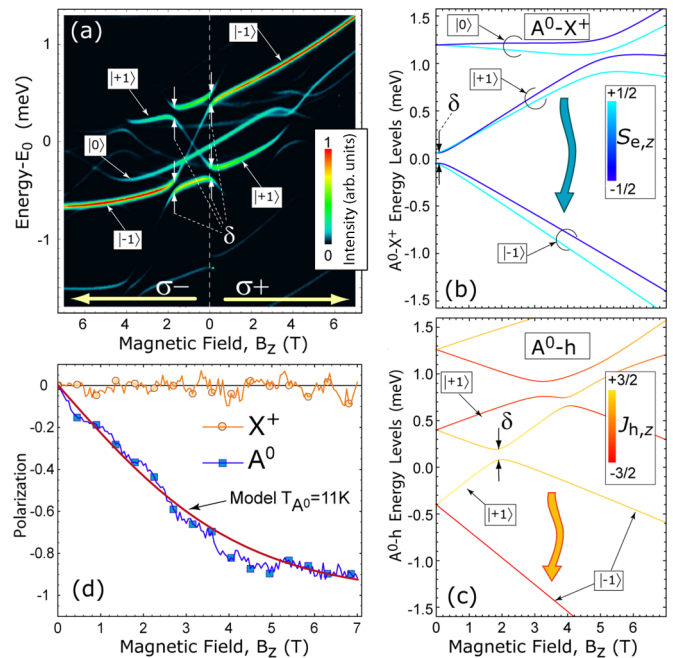 (a)
Energy-E0 (meV)
1
0
-1
|-1⟩
|+1⟩
|0⟩
|-1⟩
|+1⟩
δ
σ−
σ+
1
0
Intensity (arb. units)
6
4
2
0
2
4
6
Magnetic Field, Bz (T)
A⁰-X⁺
A⁰-X⁺ Energy Levels (meV)
+1.5
1.0
0.5
0.0
-0.5
-1.0
-1.5
|0⟩
|+1⟩
δ
|-1⟩
+1/2
Se,z
-1/2
(b)
A⁰-h
A⁰-h Energy Levels (meV)
+1.5
1.0
0.5
0.0
-0.5
-1.0
-1.5
|+1⟩
δ
|+1⟩
|-1⟩
+3/2
Jh,z
-3/2
(c)
0
1
2
3
4
5
6
7
Magnetic Field, Bz (T)
Polarization
0
-0.2
-0.4
-0.6
-0.8
-1
X⁺
A⁰
Model TA⁰=11K
(d)
0
1
2
3
4
5
6
7
Magnetic Field, Bz (T)